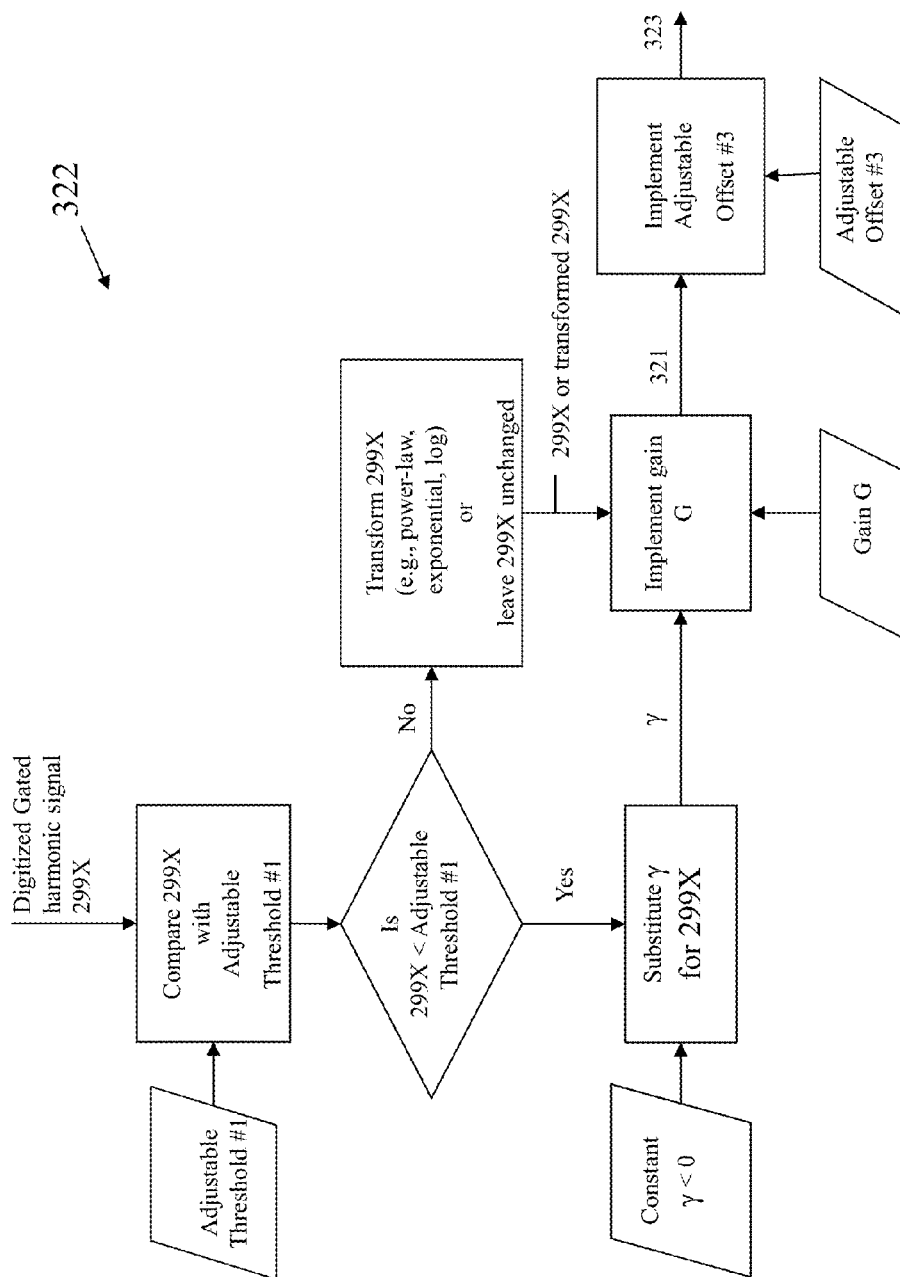 322
Digitized Gated
harmonic signal
299X
Adjustable
Threshold #1
Compare 299X
with
Adjustable
Threshold #1
Is
299X < Adjustable
Threshold #1
No
Yes
Transform 299X
(e.g., power-law,
exponential, log)
or
leave 299X unchanged
299X or transformed 299X
Constant
γ < 0
Substitute γ
for 299X
γ
Implement gain
G
Gain G
321
Implement
Adjustable
Offset #3
Adjustable
Offset #3
323